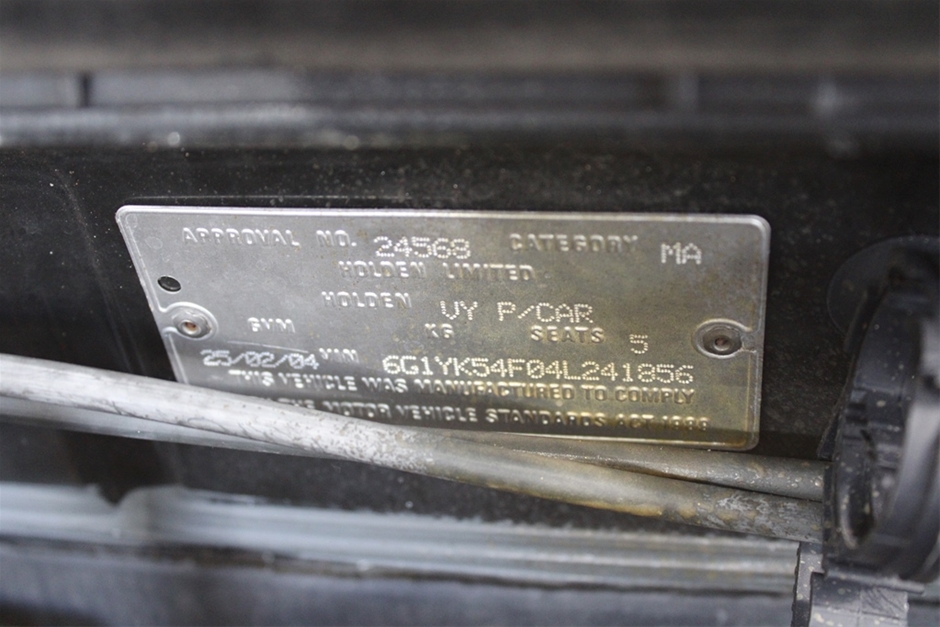 APPROVAL NO. 24568 CATEGORY MA
HOLDEN LIMITED
HOLDEN VY P/CAR
GVM KG SEATS 5
25/02/04 VIN 6G1YK54F04L241856
THIS VEHICLE WAS MANUFACTURED TO COMPLY
THE MOTOR VEHICLE STANDARDS ACT 1989